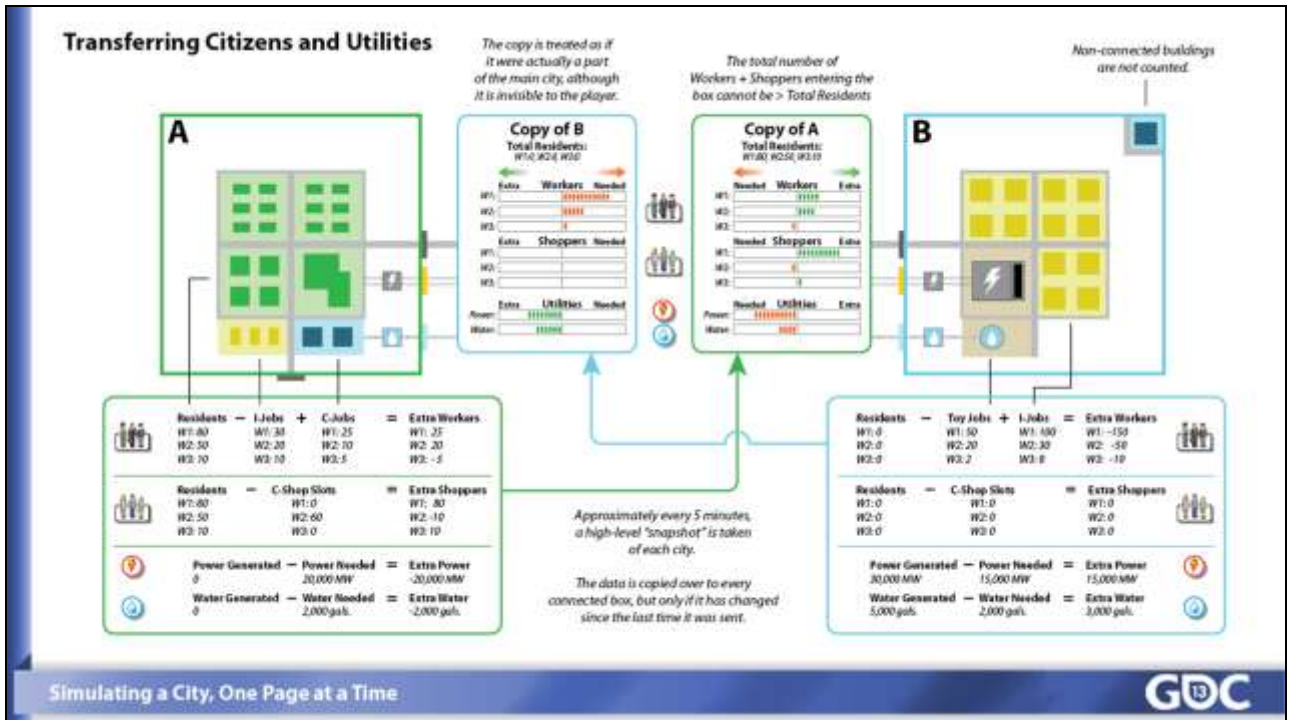 Transferring Citizens and Utilities
The copy is treated as if
it were actually a part
of the main city, although
it is invisible to the player.
The total number of
Workers + Shoppers entering the
box cannot be > Total Residents
Non-connected buildings
are not counted.
A
Copy of B
Total Residents:
Extra Workers Needed
W1:
W2:
W3:
Extra Shoppers Needed
W1:
W2:
W3:
Extra Utilities Needed
Power:
Water:
Copy of A
Total Residents:
W1:80, W2:50, W3:10
Needed Workers Extra
W1:
W2:
W3:
Needed Shoppers Extra
W1:
W2:
W3:
Needed Utilities Extra
Power:
Water:
B
Residents − I-Jobs + C-Jobs = Extra Workers
W1: 80 W1: 30 W1: 25 W1: 25
W2: 50 W2: 20 W2: 10 W2: 20
W3: 10 W3: 10 W3: 5 W3: -5
Residents − C-Shop Slots = Extra Shoppers
W1: 80 W1: 0 W1: 80
W2: 50 W2: 60 W2: -10
W3: 10 W3: 0 W3: 10
Power Generated − Power Needed = Extra Power
0 20,000 MW -20,000 MW
Water Generated − Water Needed = Extra Water
0 2,000 gals. -2,000 gals.
Approximately every 5 minutes,
a high-level "snapshot" is taken
of each city.
The data is copied over to every
connected box, but only if it has changed
since the last time it was sent.
Residents − Toy Jobs + I-Jobs = Extra Workers
W1: 0 W1: 50 W1: 100 W1: -150
W2: 0 W2: 20 W2: 30 W2: -50
W3: 0 W3: 2 W3: 8 W3: -10
Residents − C-Shop Slots = Extra Shoppers
W1: 0 W1: 0 W1: 0
W2: 0 W2: 0 W2: 0
W3: 0 W3: 0 W3: 0
Power Generated − Power Needed = Extra Power
30,000 MW 15,000 MW 15,000 MW
Water Generated − Water Needed = Extra Water
5,000 gals. 2,000 gals. 3,000 gals.
Simulating a City, One Page at a Time
GDC 13